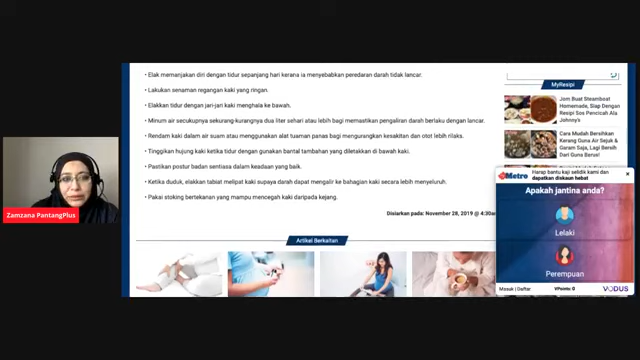 • Elak memanjakan diri dengan tidur sepanjang hari kerana ia menyebabkan peredaran darah tidak lancar.
• Lakukan senaman regangan kaki yang ringan.
• Elakkan tidur dengan jari-jari kaki menghala ke bawah.
• Minum air secukupnya sekurang-kurangnya dua liter sehari atau lebih bagi memastikan pengaliran darah berlaku dengan lancar.
• Rendam kaki dalam air suam atau menggunakan alat tuaman panas bagi mengurangkan kesakitan dan otot lebih rilaks.
• Tinggikan hujung kaki ketika tidur dengan gunakan bantal tambahan yang diletakkan di bawah kaki.
• Pastikan postur badan sentiasa dalam keadaan yang baik.
• Ketika duduk, elakkan tabiat melipat kaki supaya darah dapat mengalir ke bahagian kaki secara lebih menyeluruh.
• Pakai stoking bertekanan yang mampu mencegah kaki daripada kejang.
Disiarkan pada: November 28, 2019 @ 4:30am
Artikel Berkaitan
MyResipi
Jom Buat Steamboat
Homemade, Siap Dengan
Resipi Sos Pencicah Ala
Johnny's
Cara Mudah Bersihkan
Kerang Guna Air Sejuk &
Garam Saja, Lagi Bersih
Dari Guna Berus!
Metro
Harap bantu kaji selidik kami dan
dapatkan diskaun hebat
Apakah jantina anda?
Lelaki
Perempuan
Masuk | Daftar
VPoints: 0
VODUS
Zamzana PantangPlus